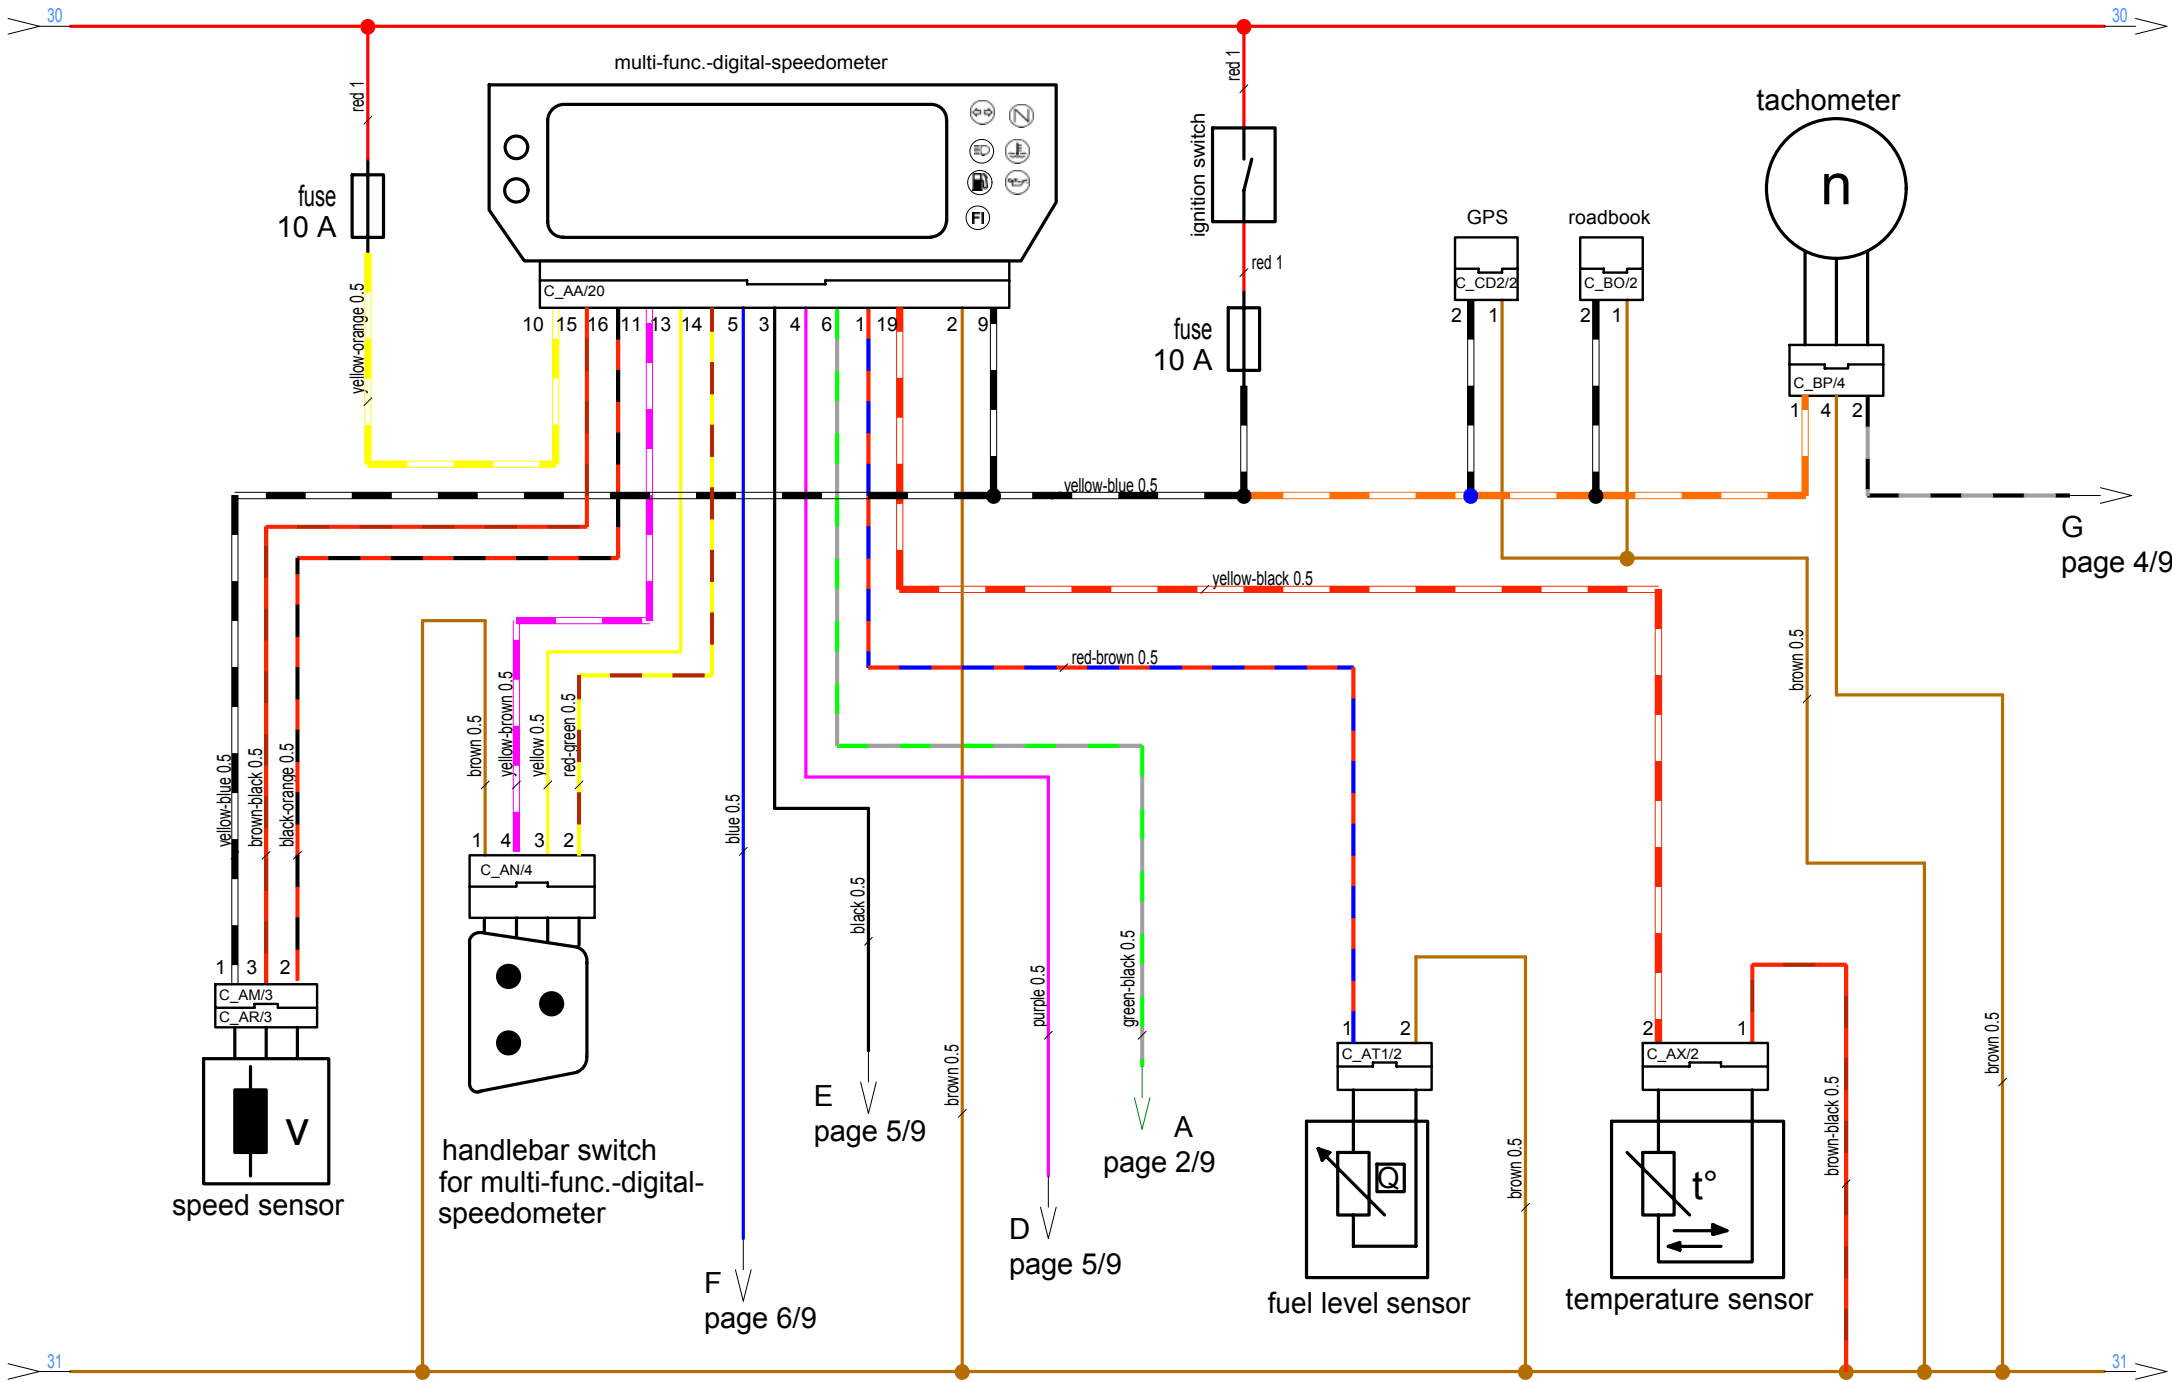 30
30
multi-func.-digital-speedometer
red 1
red 1
ignition switch
tachometer
n
fuse
10 A
FI
GPS
roadbook
red 1
C_AA/20
C_CD2/2
C_BO/2
yellow-orange 0.5
10 15 16 11 13 14 5 3 4 6 1 19 2 9
fuse
10 A
2 1
2 1
C_BP/4
1 4 2
yellow-blue 0.5
G
page 4/9
yellow-black 0.5
red-brown 0.5
brown 0.5
yellow-blue 0.5
brown-black 0.5
black-orange 0.5
brown 0.5
yellow-brown 0.5
yellow 0.5
red-green 0.5
blue 0.5
black 0.5
purple 0.5
green-black 0.5
brown 0.5
1 4 3 2
C_AN/4
1 3 2
C_AM/3
C_AR/3
V
speed sensor
handlebar switch
for multi-func.-digital-
speedometer
E
page 5/9
A
page 2/9
D
page 5/9
F
page 6/9
1 2
C_AT1/2
Q
fuel level sensor
brown 0.5
2 1
C_AX/2
t°
temperature sensor
brown-black 0.5
brown 0.5
31
31